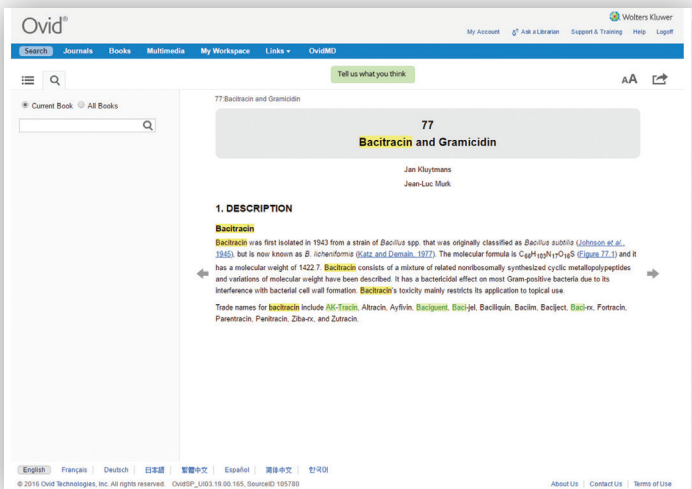 Ovid®
Wolters Kluwer
My Account Ask a Librarian Support & Training Help Logoff
Search Journals Books Multimedia My Workspace Links OvidMD
Tell us what you think
AA
Current Book All Books
77:Bacitracin and Gramicidin
77
Bacitracin and Gramicidin
Jan Kluytmans
Jean-Luc Murk
1. DESCRIPTION
Bacitracin
Bacitracin was first isolated in 1943 from a strain of Bacillus spp. that was originally classified as Bacillus subtilis (Johnson et al.,
1945), but is now known as B. licheniformis (Katz and Demain, 1977). The molecular formula is C66H103N17O16S (Figure 77.1) and it
has a molecular weight of 1422.7. Bacitracin consists of a mixture of related nonribosomally synthesized cyclic metallopolypeptides
and variations of molecular weight have been described. It has a bactericidal effect on most Gram-positive bacteria due to its
interference with bacterial cell wall formation. Bacitracin's toxicity mainly restricts its application to topical use.
Trade names for bacitracin include AK-Tracin, Altracin, Ayfivin, Baciguent, Baci-jel, Baciliquin, Bacilm, Baciject, Baci-rx, Fortracin,
Parentracin, Penitracin, Ziba-rx, and Zutracin.
English Français Deutsch 日本語 繁體中文 Español 简体中文 한국어
© 2016 Ovid Technologies, Inc. All rights reserved. OvidSP_UI03.19.00.165, SourceID 105780
About Us Contact Us Terms of Use